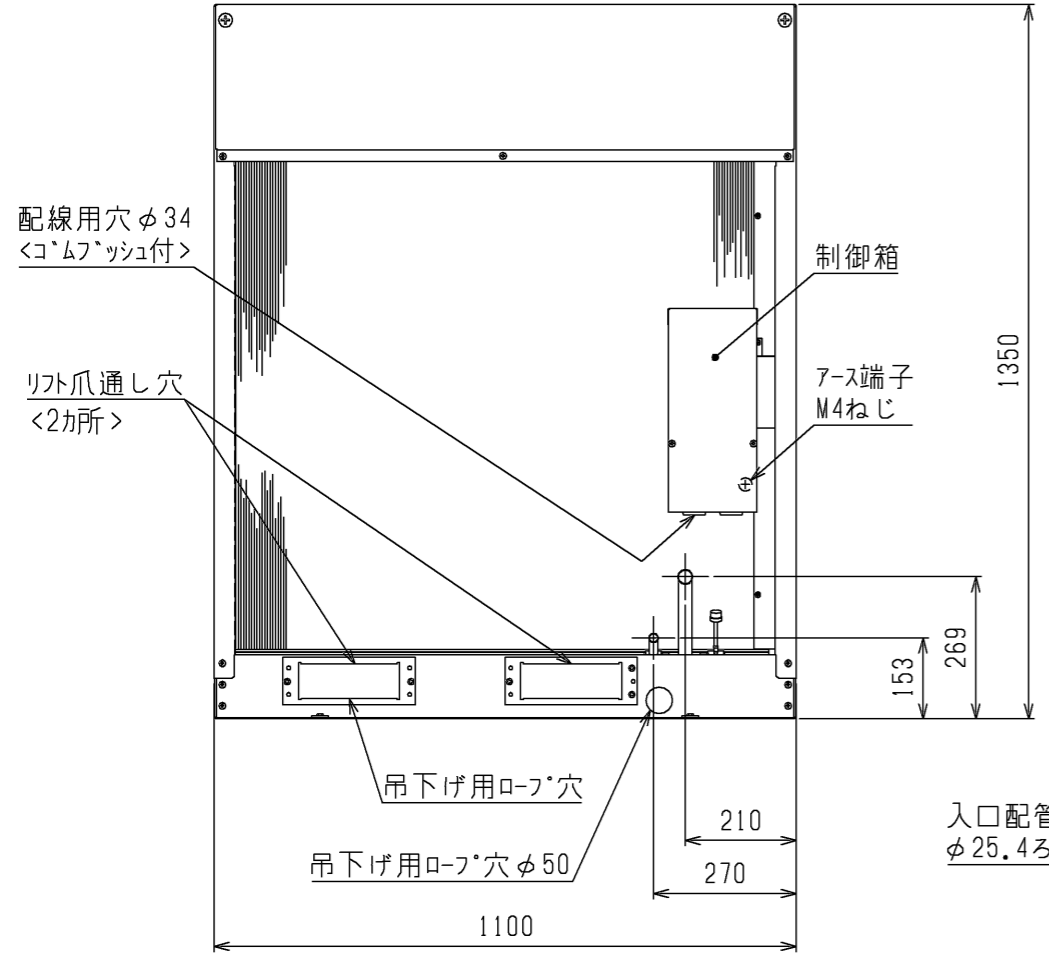 配線用穴φ34
<ゴムブッシュ付>
制御箱
1350
アース端子
M4ねじ
リフト爪通し穴
<2カ所>
269
153
吊下げ用ロープ穴
210
入口配管
φ25.4ろ
吊下げ用ロープ穴φ50
270
1100